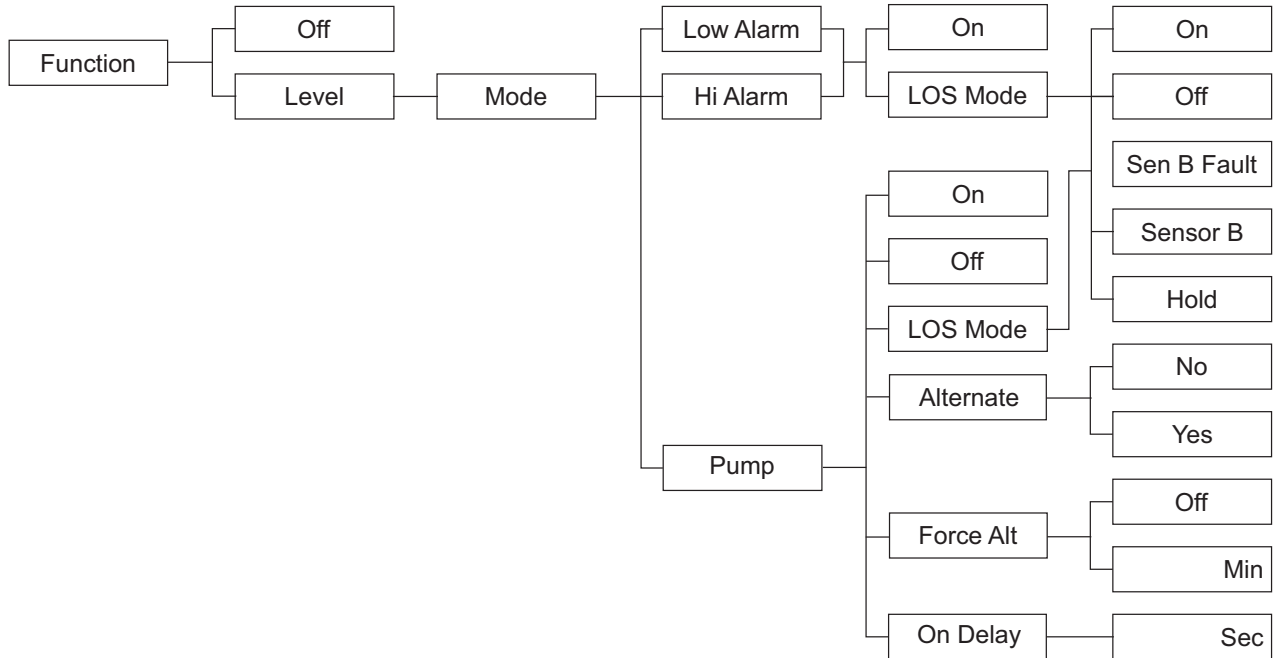 Function
Off
Level
Mode
Low Alarm
Hi Alarm
Pump
On
LOS Mode
On
Off
LOS Mode
Alternate
Force Alt
On Delay
On
Off
Sen B Fault
Sensor B
Hold
No
Yes
Off
Min
Sec